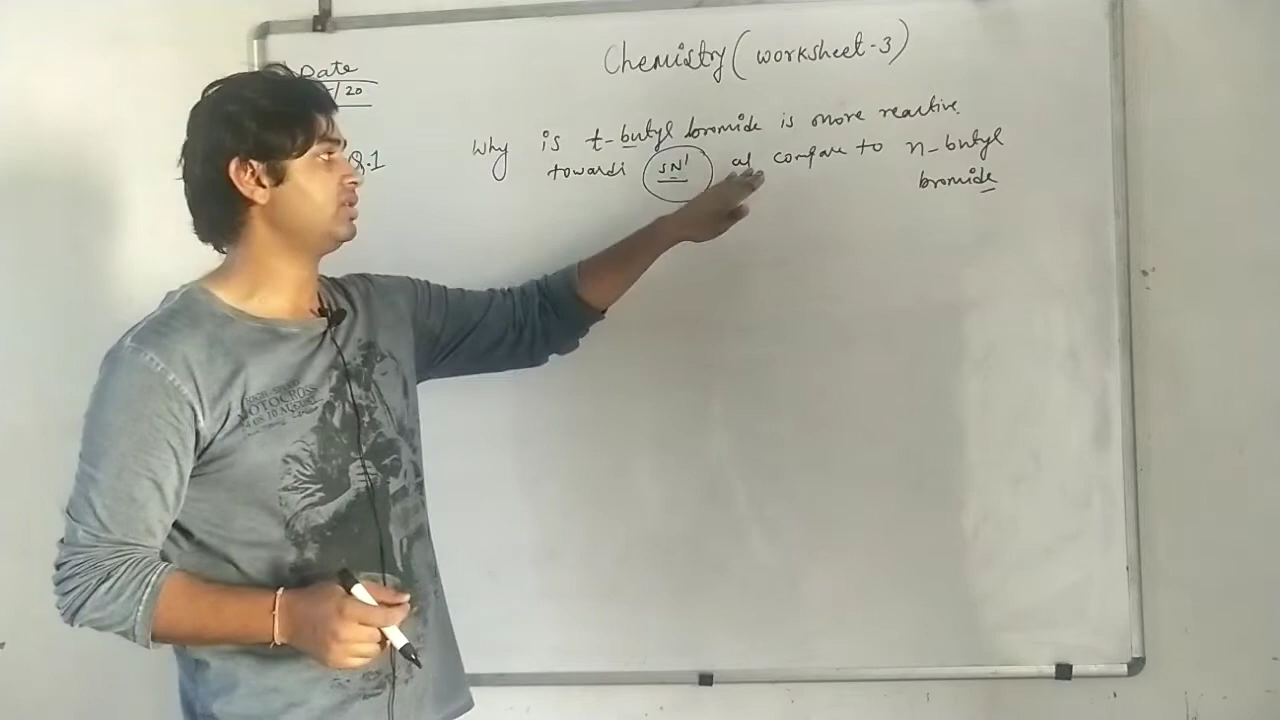 Chemistry (worksheet-3)
Date
/20
Q.1
Why is t-butyl bromide is more reactive
towards SN1 as compare to n-butyl
bromide
MOTOCROSS